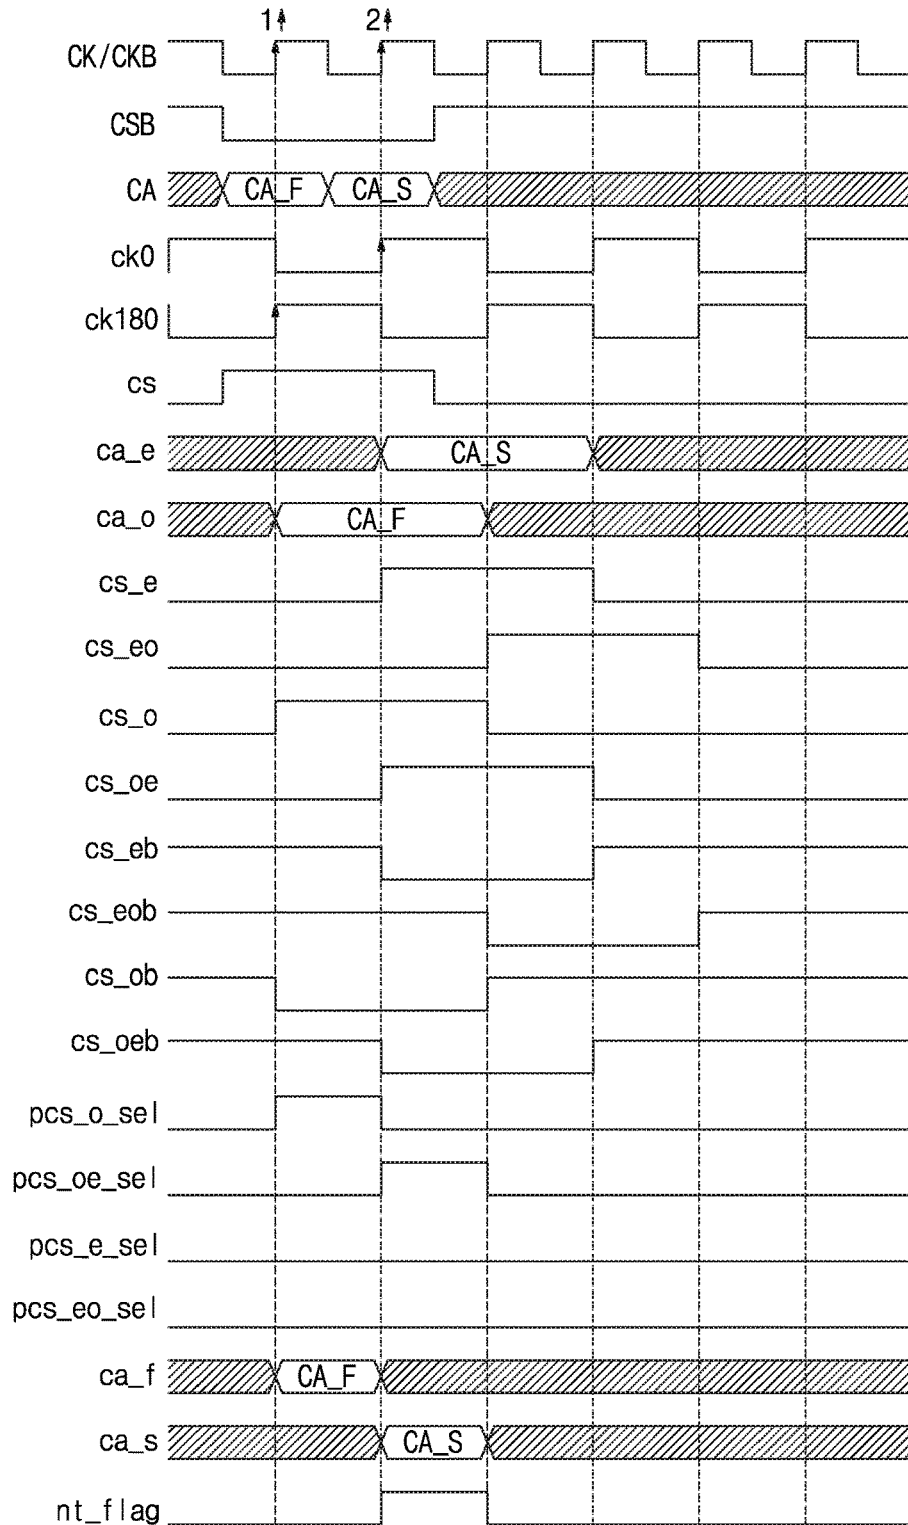 1↑ 2↑
CK/CKB
CSB
CA CA_F CA_S
ck0
ck180
cs
ca_e CA_S
ca_o CA_F
cs_e
cs_eo
cs_o
cs_oe
cs_eb
cs_eob
cs_ob
cs_oeb
pcs_o_sel
pcs_oe_sel
pcs_e_sel
pcs_eo_sel
ca_f CA_F
ca_s CA_S
nt_flag